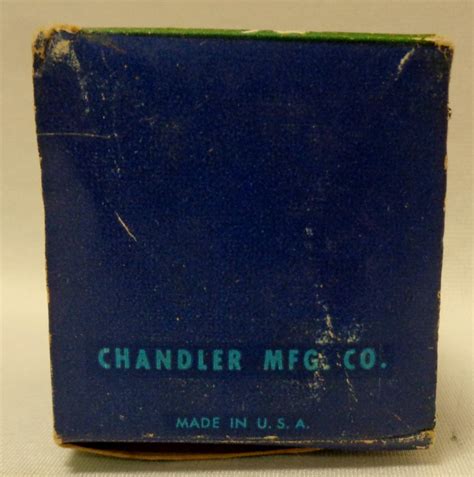 CHANDLER MFG. CO.
MADE IN U. S. A.